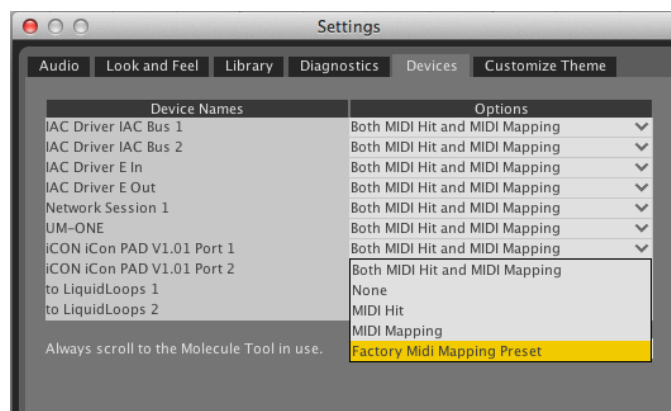 Settings
Audio Look and Feel Library Diagnostics Devices Customize Theme
Device Names Options
IAC Driver IAC Bus 1 Both MIDI Hit and MIDI Mapping
IAC Driver IAC Bus 2 Both MIDI Hit and MIDI Mapping
IAC Driver E In Both MIDI Hit and MIDI Mapping
IAC Driver E Out Both MIDI Hit and MIDI Mapping
Network Session 1 Both MIDI Hit and MIDI Mapping
UM-ONE Both MIDI Hit and MIDI Mapping
iCON iCon PAD V1.01 Port 1 Both MIDI Hit and MIDI Mapping
iCON iCon PAD V1.01 Port 2 Both MIDI Hit and MIDI Mapping
to LiquidLoops 1 None
to LiquidLoops 2 MIDI Hit
MIDI Mapping
Always scroll to the Molecule Tool in use. Factory Midi Mapping Preset